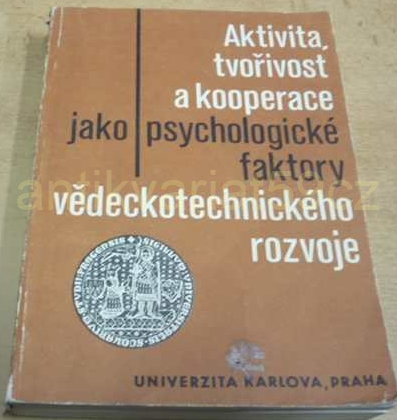 Aktivita,
tvořivost
a kooperace
jako psychologické
faktory
vědeckotechnického
rozvoje
UNIVERZITA KARLOVA, PRAHA